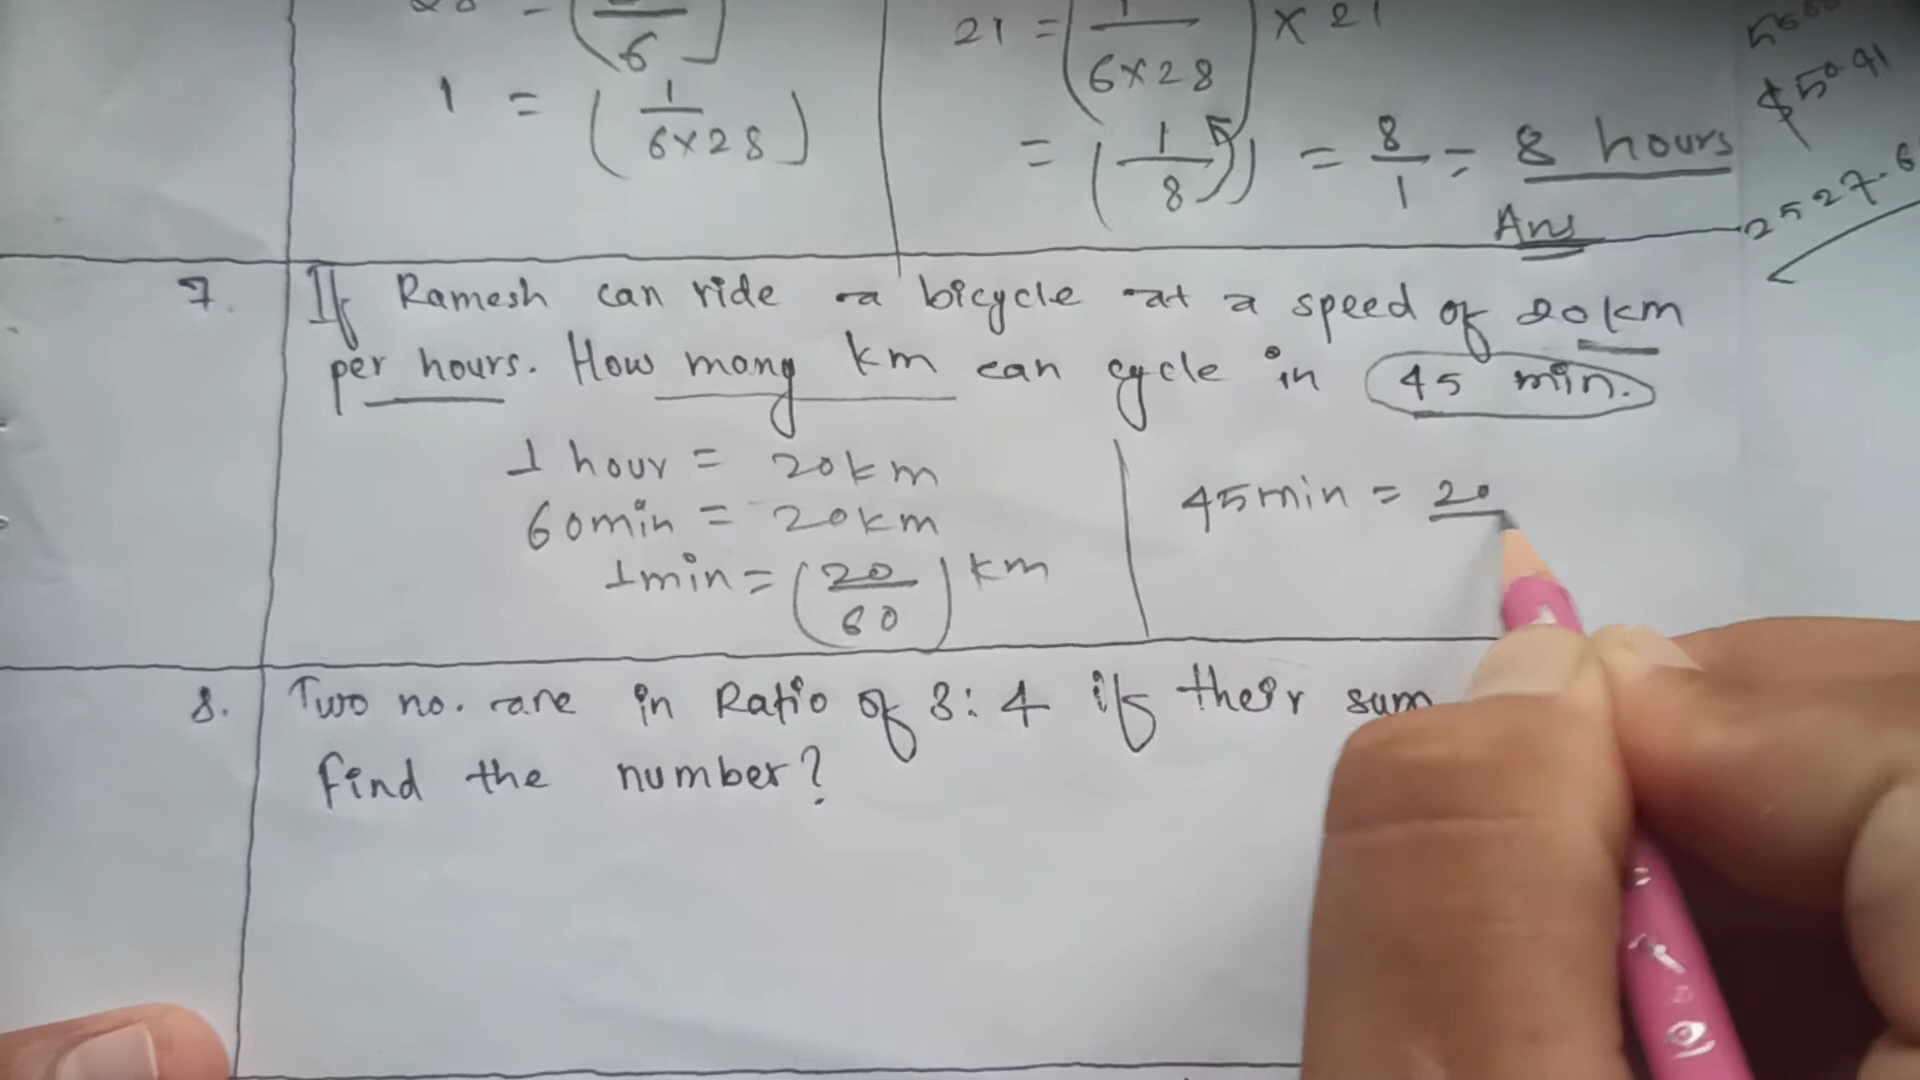 1 = (1/6×28)
21 = (1/6×28) × 21
= (1/8) = 8/1 = 8 hours
Ans
7. If Ramesh can ride a bicycle at a speed of 20km
per hours. How many km can cycle in 45 min.
1 hour = 20km
60min = 20km
1min = (20/60) km
45min = 20
8. Two no. are in Ratio of 3:4 if their sum
find the number?